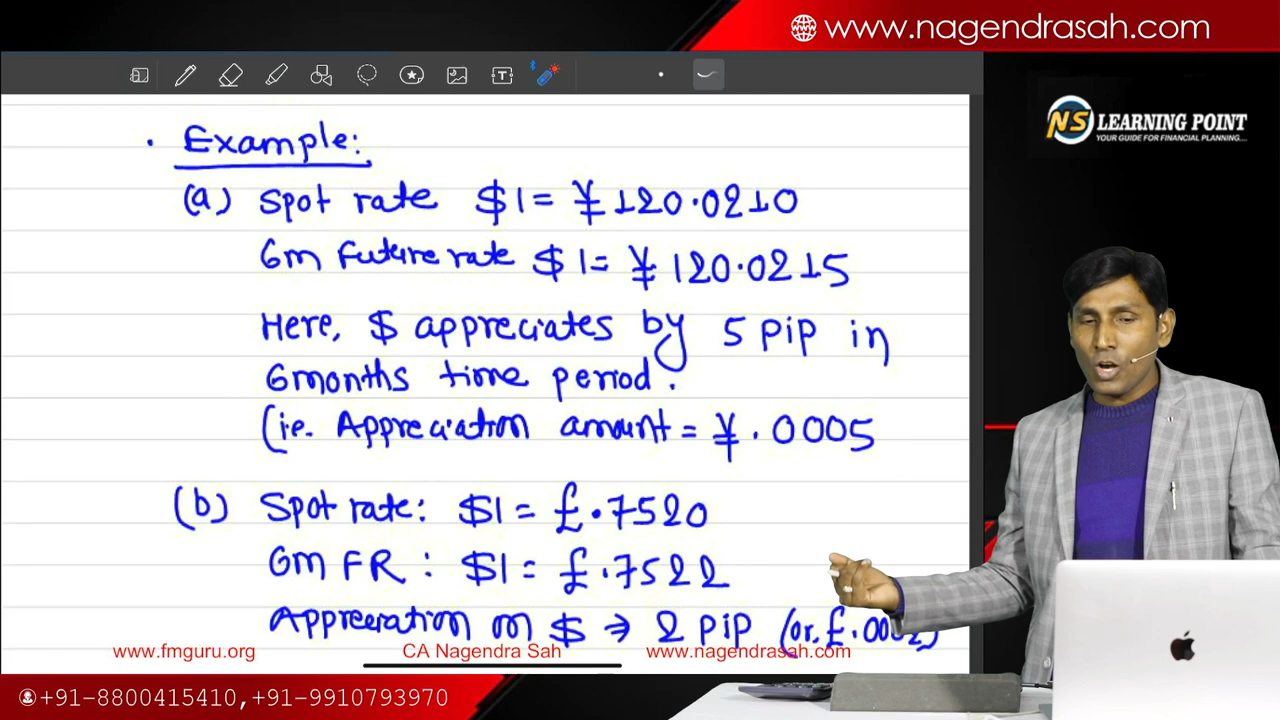 www.nagendrasah.com
NS LEARNING POINT
YOUR GUIDE FOR FINANCIAL PLANNING....
• Example:
(a) Spot rate $1 = ¥120.0210
6m Future rate $1 = ¥120.0215
Here, $ appreciates by 5 pip in
6months time period.
(i.e. Appreciation amount = ¥.0005
(b) Spot rate: $1 = £.7520
6m FR : $1 = £.7522
Appreciation on $ ⇒ 2 pip (or. £.0002)
www.fmguru.org CA Nagendra Sah www.nagendrasah.com
+91-8800415410,+91-9910793970